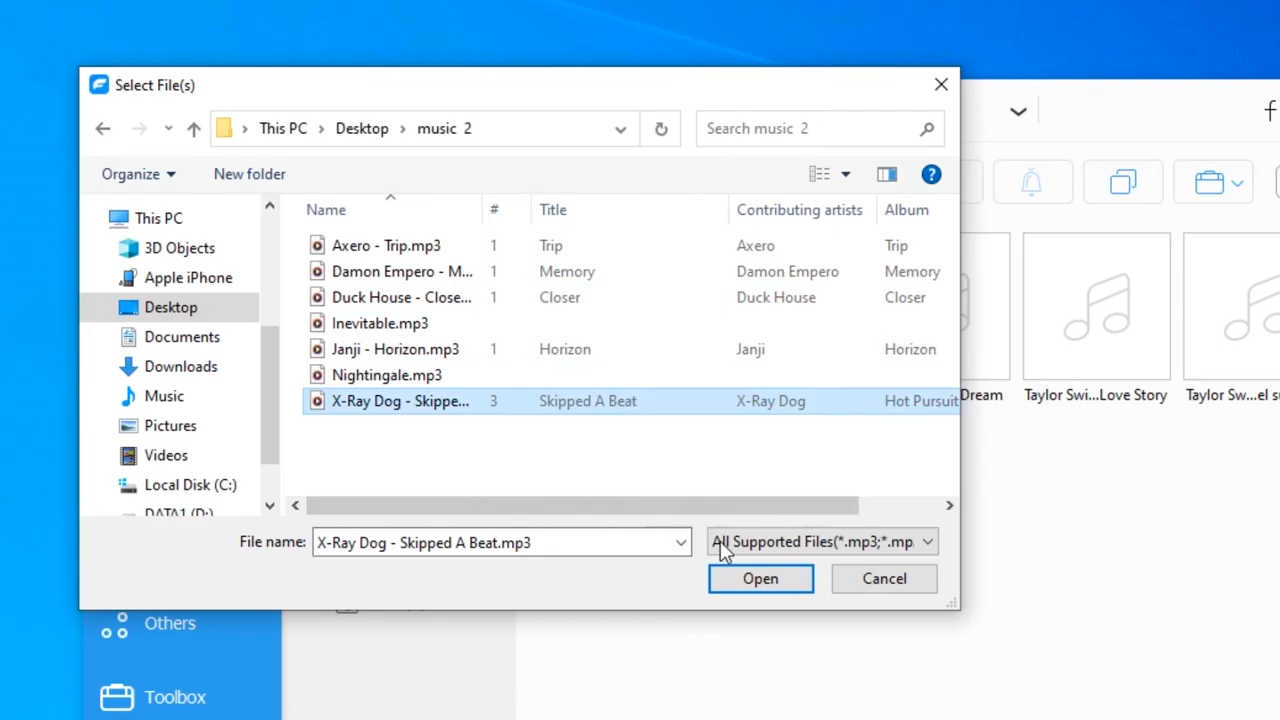 Select File(s)
This PC > Desktop > music 2
Search music 2
Organize
New folder
This PC
3D Objects
Apple iPhone
Desktop
Documents
Downloads
Music
Pictures
Videos
Local Disk (C:)
DATA1 (D:)
Name # Title Contributing artists Album
Axero - Trip.mp3 1 Trip Axero Trip
Damon Empero - M... 1 Memory Damon Empero Memory
Duck House - Close... 1 Closer Duck House Closer
Inevitable.mp3
Janji - Horizon.mp3 1 Horizon Janji Horizon
Nightingale.mp3
X-Ray Dog - Skippe... 3 Skipped A Beat X-Ray Dog Hot Pursuit
File name: X-Ray Dog - Skipped A Beat.mp3
All Supported Files(*.mp3;*.mp
Open
Cancel
f
Dream
Taylor Swi...Love Story
Taylor Sw...el s
Others
Toolbox